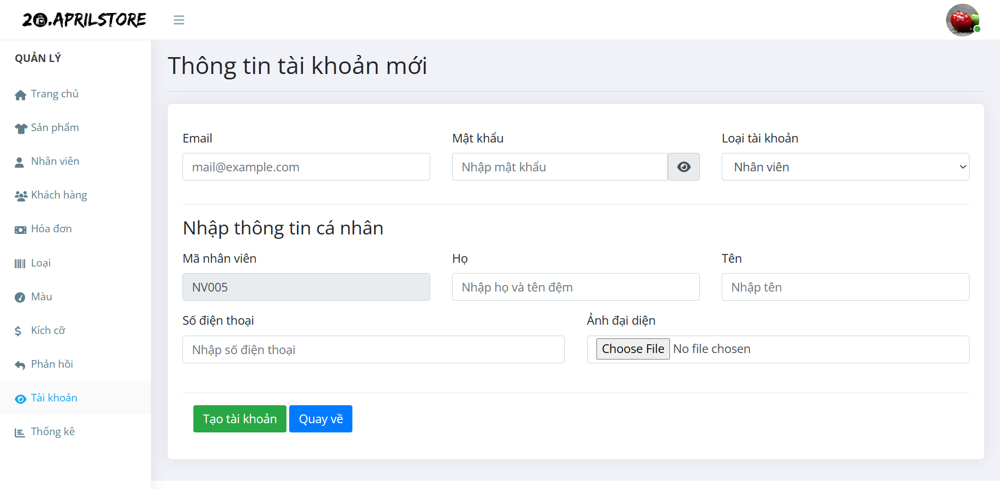 20.APRILSTORE
QUẢN LÝ
Trang chủ
Sản phẩm
Nhân viên
Khách hàng
Hóa đơn
Loại
Màu
Kích cỡ
Phản hồi
Tài khoản
Thống kê
Thông tin tài khoản mới
Email Mật khẩu Loại tài khoản
mail@example.com Nhập mật khẩu Nhân viên
Nhập thông tin cá nhân
Mã nhân viên Họ Tên
NV005 Nhập họ và tên đệm Nhập tên
Số điện thoại Ảnh đại diện
Nhập số điện thoại Choose File No file chosen
Tạo tài khoản Quay về